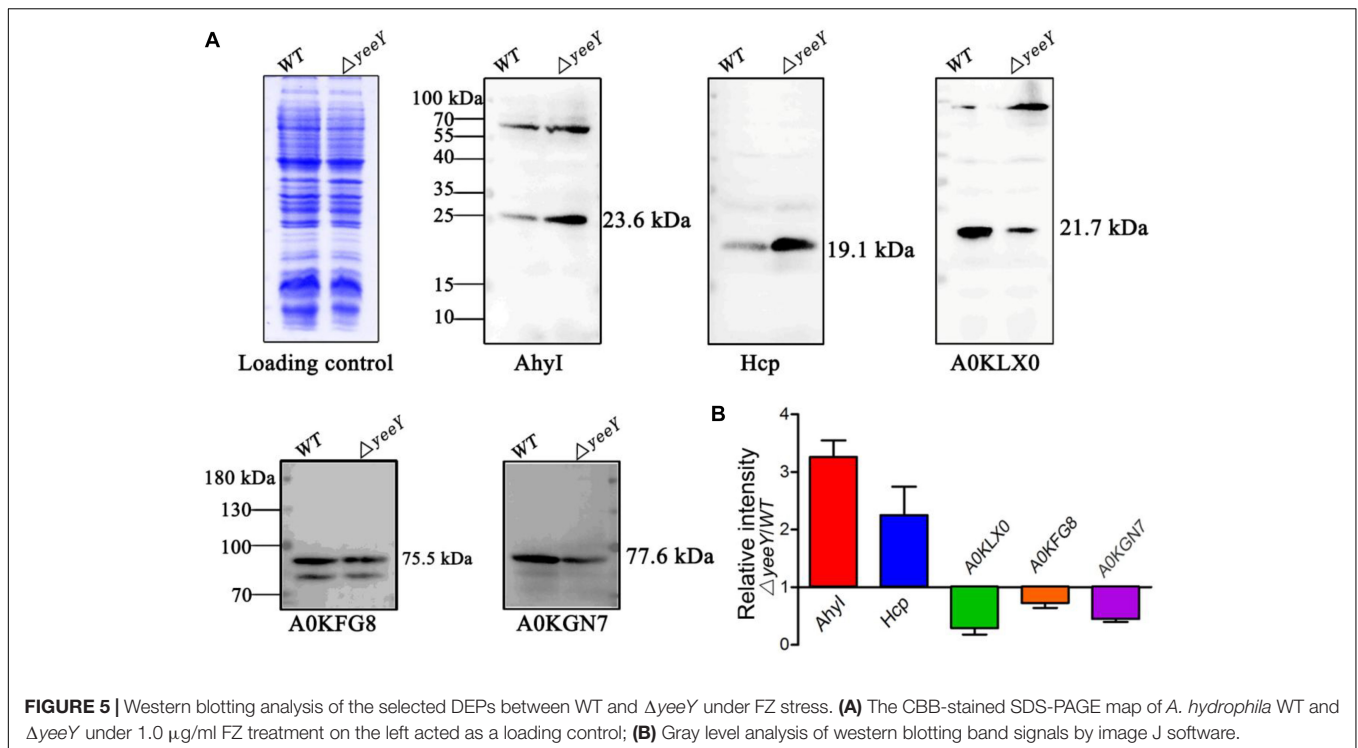 A
WT △yeeY
WT △yeeY
WT △yeeY
WT △yeeY
100 kDa
70
55
40
35
25
15
10
23.6 kDa
19.1 kDa
21.7 kDa
Loading control
AhyI
Hcp
A0KLX0
WT △yeeY
WT △yeeY
180 kDa
130
100
70
75.5 kDa
77.6 kDa
A0KFG8
A0KGN7
B
Relative intensity
△yeeY/WT
4
3
2
1
0
AhyI
Hcp
A0KLX0
A0KFG8
A0KGN7
FIGURE 5 | Western blotting analysis of the selected DEPs between WT and ΔyeeY under FZ stress. (A) The CBB-stained SDS-PAGE map of A. hydrophila WT and
ΔyeeY under 1.0 μg/ml FZ treatment on the left acted as a loading control; (B) Gray level analysis of western blotting band signals by image J software.